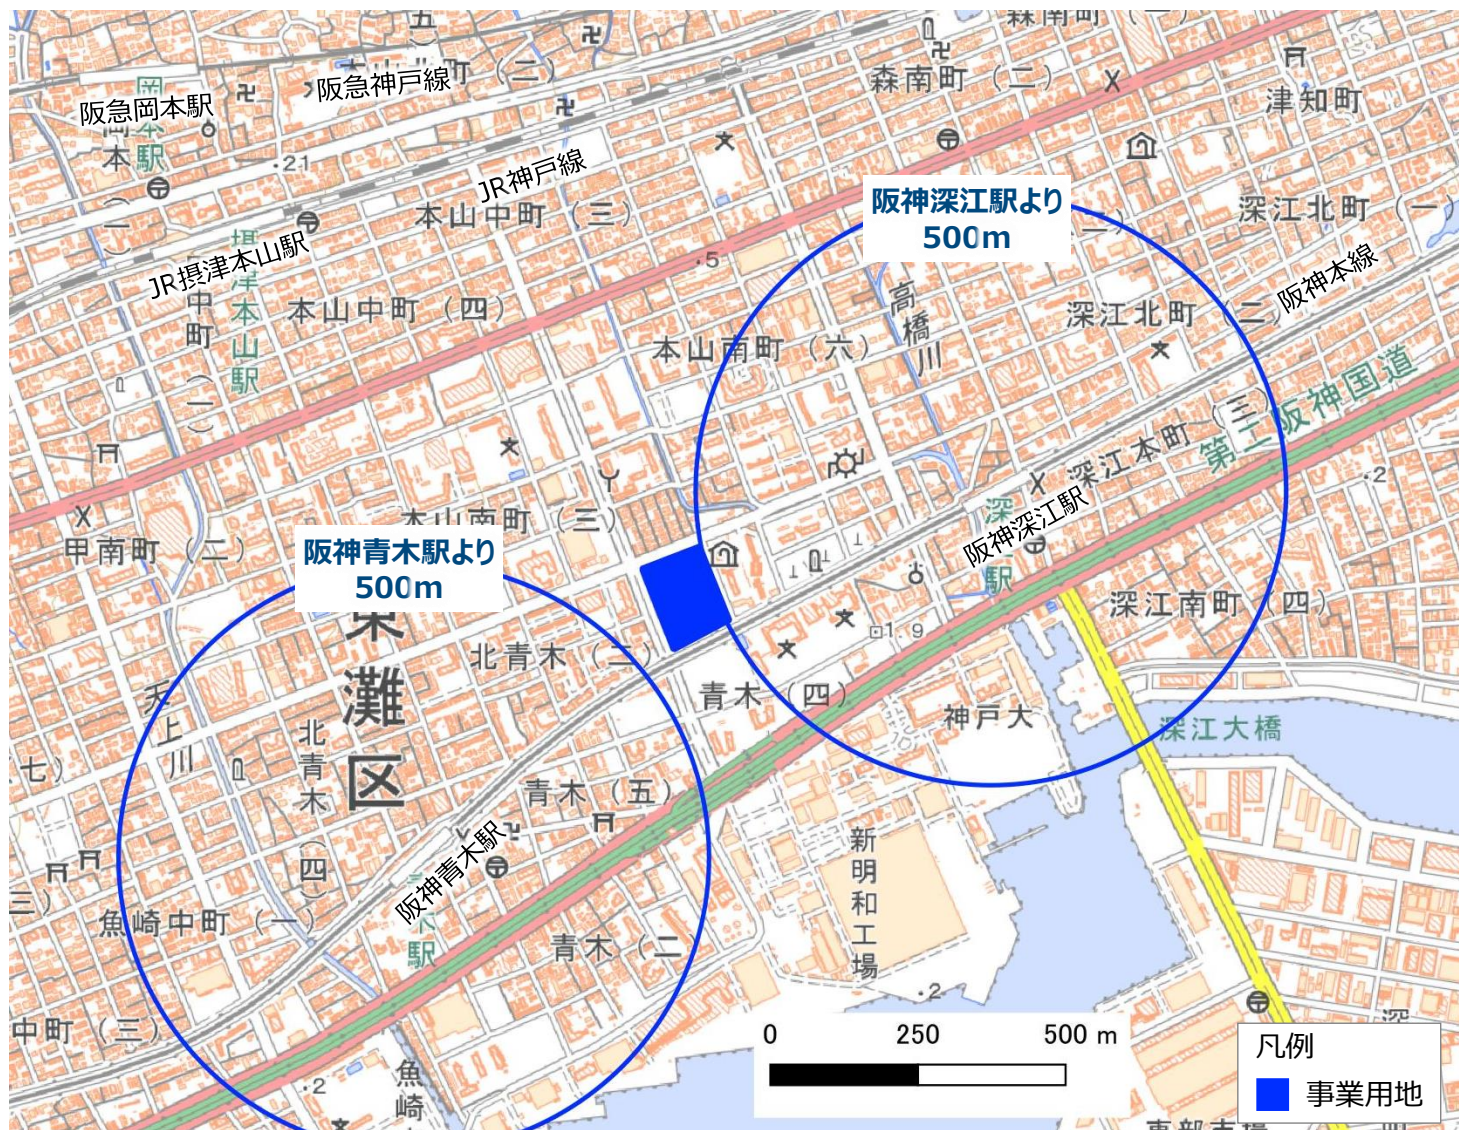 森南町（二）
阪急神戸線
阪急岡本駅
津知町
・21
JR神戸線
本山中町（三）
阪神深江駅より
500m
深江北町（一）
JR摂津本山駅
摂津本山駅
・5
阪神本線
本山中町（四）
高橋川
深江北町（二）
本山南町（六）
第二阪神国道
深江本町（三）
・2
本山南町（三）
阪神深江駅
甲南町（二）
阪神青木駅より
500m
深江南町（四）
1.9
東灘区
北青木（二）
天上川
青木（四）
神戸大
深江大橋
北青木（四）
七）
青木（五）
新明和工場
阪神青木駅
魚崎中町（一）
青木（二
三）
・2
中町（三）
0 250 500 m
凡例
事業用地
・2
魚崎